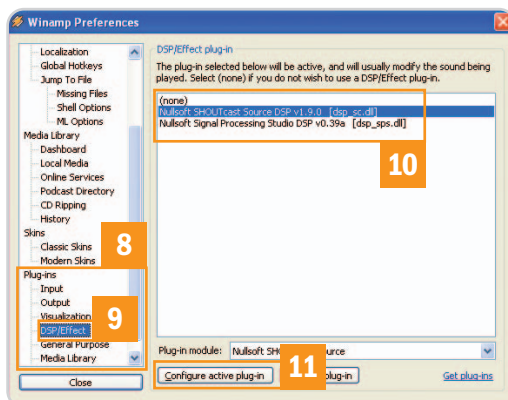 Winamp Preferences
Localization
Global Hotkeys
Jump To File
Missing Files
Shell Options
ML Options
Media Library
Dashboard
Local Media
Online Services
Podcast Directory
CD Ripping
History
Skins
Classic Skins
Modern Skins
8
Plug-ins
Input
Output
Visualization
DSP/Effect
9
General Purpose
Media Library
Close
DSP/Effect plug-in
The plug-in selected below will be active, and will usually modify the sound being
played. Select (none) if you do not wish to use a DSP/Effect plug-in.
(none)
Nullsoft SHOUTcast Source DSP v1.9.0 [dsp_sc.dll]
Nullsoft Signal Processing Studio DSP v0.39a [dsp_sps.dll]
10
Plug-in module: Nullsoft SH urce
11
Configure active plug-in plug-in Get plug-ins